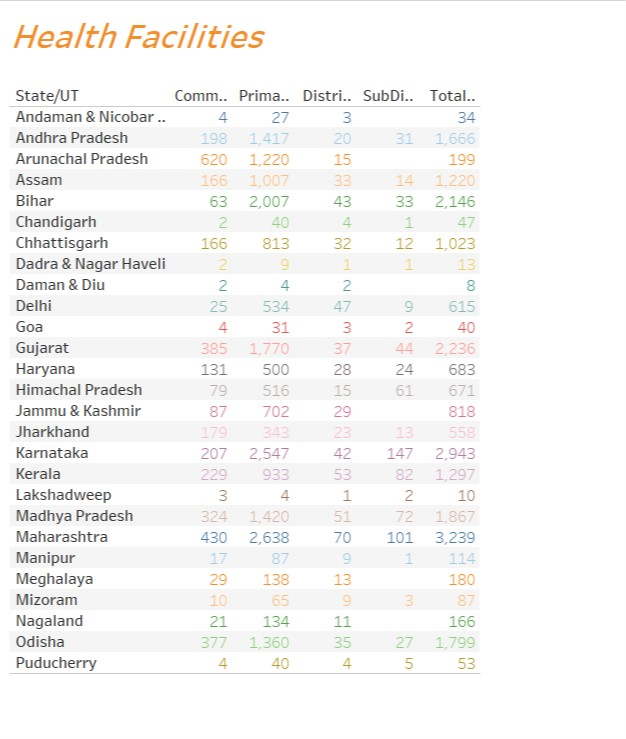 Health Facilities
State/UT Comm.. Prima.. Distri.. SubDi.. Total..
Andaman & Nicobar .. 4 27 3 34
Andhra Pradesh 198 1,417 20 31 1,666
Arunachal Pradesh 620 1,220 15 199
Assam 166 1,007 33 14 1,220
Bihar 63 2,007 43 33 2,146
Chandigarh 2 40 4 1 47
Chhattisgarh 166 813 32 12 1,023
Dadra & Nagar Haveli 2 9 1 1 13
Daman & Diu 2 4 2 8
Delhi 25 534 47 9 615
Goa 4 31 3 2 40
Gujarat 385 1,770 37 44 2,236
Haryana 131 500 28 24 683
Himachal Pradesh 79 516 15 61 671
Jammu & Kashmir 87 702 29 818
Jharkhand 179 343 23 13 558
Karnataka 207 2,547 42 147 2,943
Kerala 229 933 53 82 1,297
Lakshadweep 3 4 1 2 10
Madhya Pradesh 324 1,420 51 72 1,867
Maharashtra 430 2,638 70 101 3,239
Manipur 17 87 9 1 114
Meghalaya 29 138 13 180
Mizoram 10 65 9 3 87
Nagaland 21 134 11 166
Odisha 377 1,360 35 27 1,799
Puducherry 4 40 4 5 53